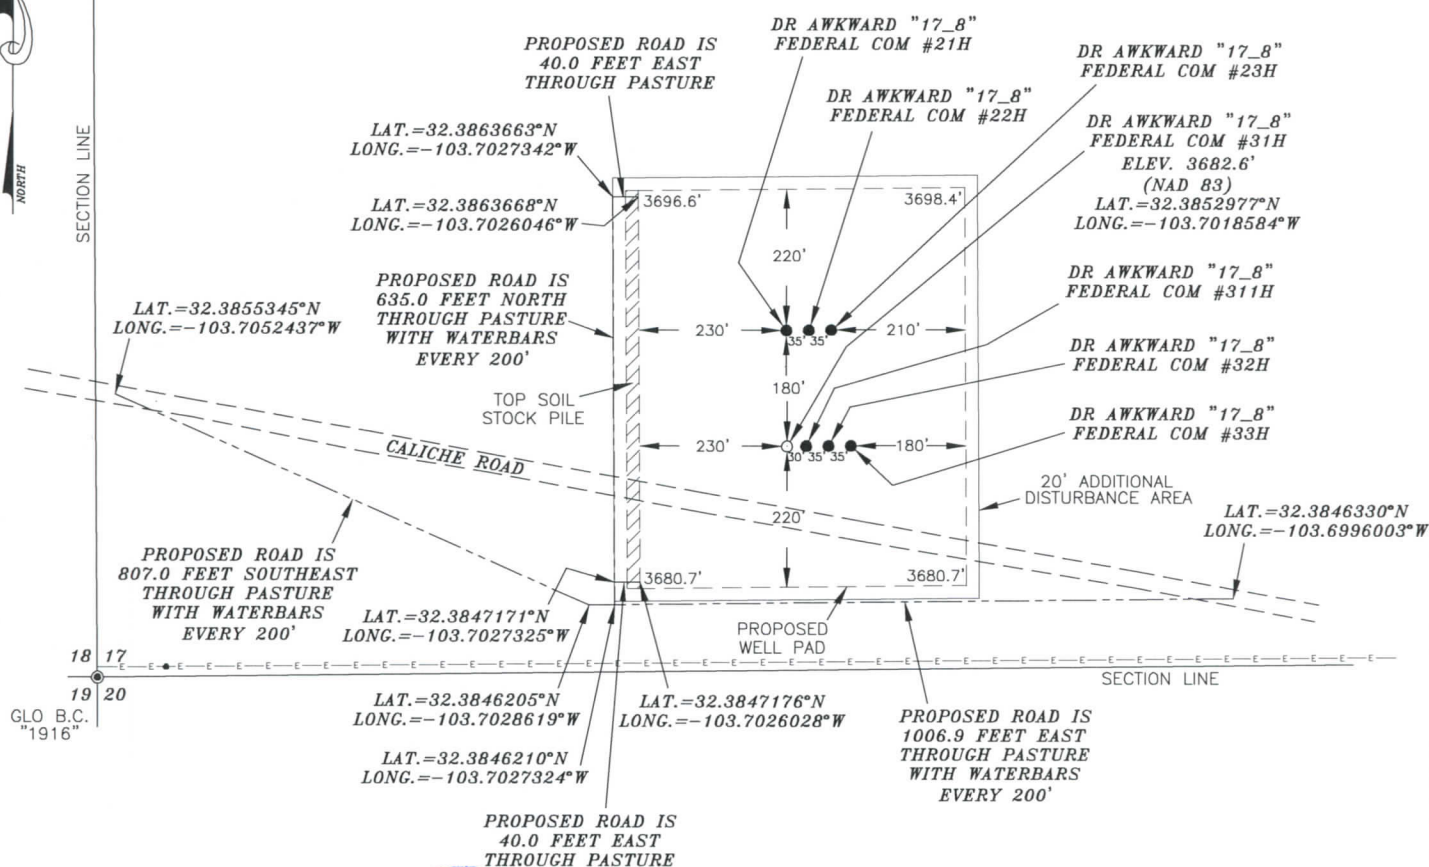 NORTH
SECTION LINE
PROPOSED ROAD IS
40.0 FEET EAST
THROUGH PASTURE
DR AWKWARD "17_8"
FEDERAL COM #21H
DR AWKWARD "17_8"
FEDERAL COM #22H
DR AWKWARD "17_8"
FEDERAL COM #23H
DR AWKWARD "17_8"
FEDERAL COM #31H
ELEV. 3682.6'
(NAD 83)
LAT.=32.3852977°N
LONG.=-103.7018584°W
LAT.=32.3863663°N
LONG.=-103.7027342°W
LAT.=32.3863668°N
LONG.=-103.7026046°W
3696.6'
3698.4'
220'
PROPOSED ROAD IS
635.0 FEET NORTH
THROUGH PASTURE
WITH WATERBARS
EVERY 200'
DR AWKWARD "17_8"
FEDERAL COM #311H
LAT.=32.3855345°N
LONG.=-103.7052437°W
230'
35'
35'
210'
DR AWKWARD "17_8"
FEDERAL COM #32H
180'
TOP SOIL
STOCK PILE
DR AWKWARD "17_8"
FEDERAL COM #33H
CALICHE ROAD
230'
30'
35'
35'
180'
20' ADDITIONAL
DISTURBANCE AREA
220'
LAT.=32.3846330°N
LONG.=-103.6996003°W
PROPOSED ROAD IS
807.0 FEET SOUTHEAST
THROUGH PASTURE
WITH WATERBARS
EVERY 200'
3680.7'
3680.7'
LAT.=32.3847171°N
LONG.=-103.7027325°W
PROPOSED
WELL PAD
18 17
E E E E E E E E E E E E E E E E E E E E E E E E E E E E E
19 20
SECTION LINE
GLO B.C.
"1916"
LAT.=32.3846205°N
LONG.=-103.7028619°W
LAT.=32.3847176°N
LONG.=-103.7026028°W
PROPOSED ROAD IS
1006.9 FEET EAST
THROUGH PASTURE
WITH WATERBARS
EVERY 200'
LAT.=32.3846210°N
LONG.=-103.7027324°W
PROPOSED ROAD IS
40.0 FEET EAST
THROUGH PASTURE